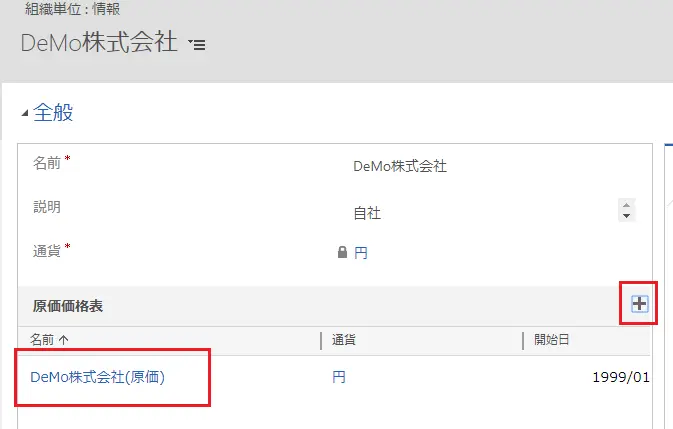 組織単位 : 情報
DeMo株式会社
全般
名前* DeMo株式会社
説明 自社
通貨* 円
原価価格表
名前 通貨 開始日
DeMo株式会社(原価) 円 1999/01